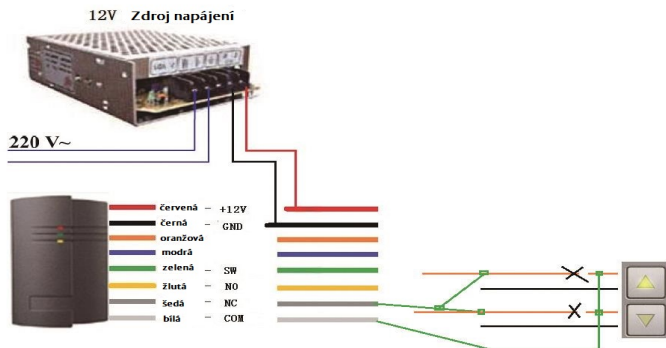 12V Zdroj napájení
220 V~
červená - +12V
černá - GND
oranžová
modrá
zelená - SW
žlutá - NO
šedá - NC
bílá - COM